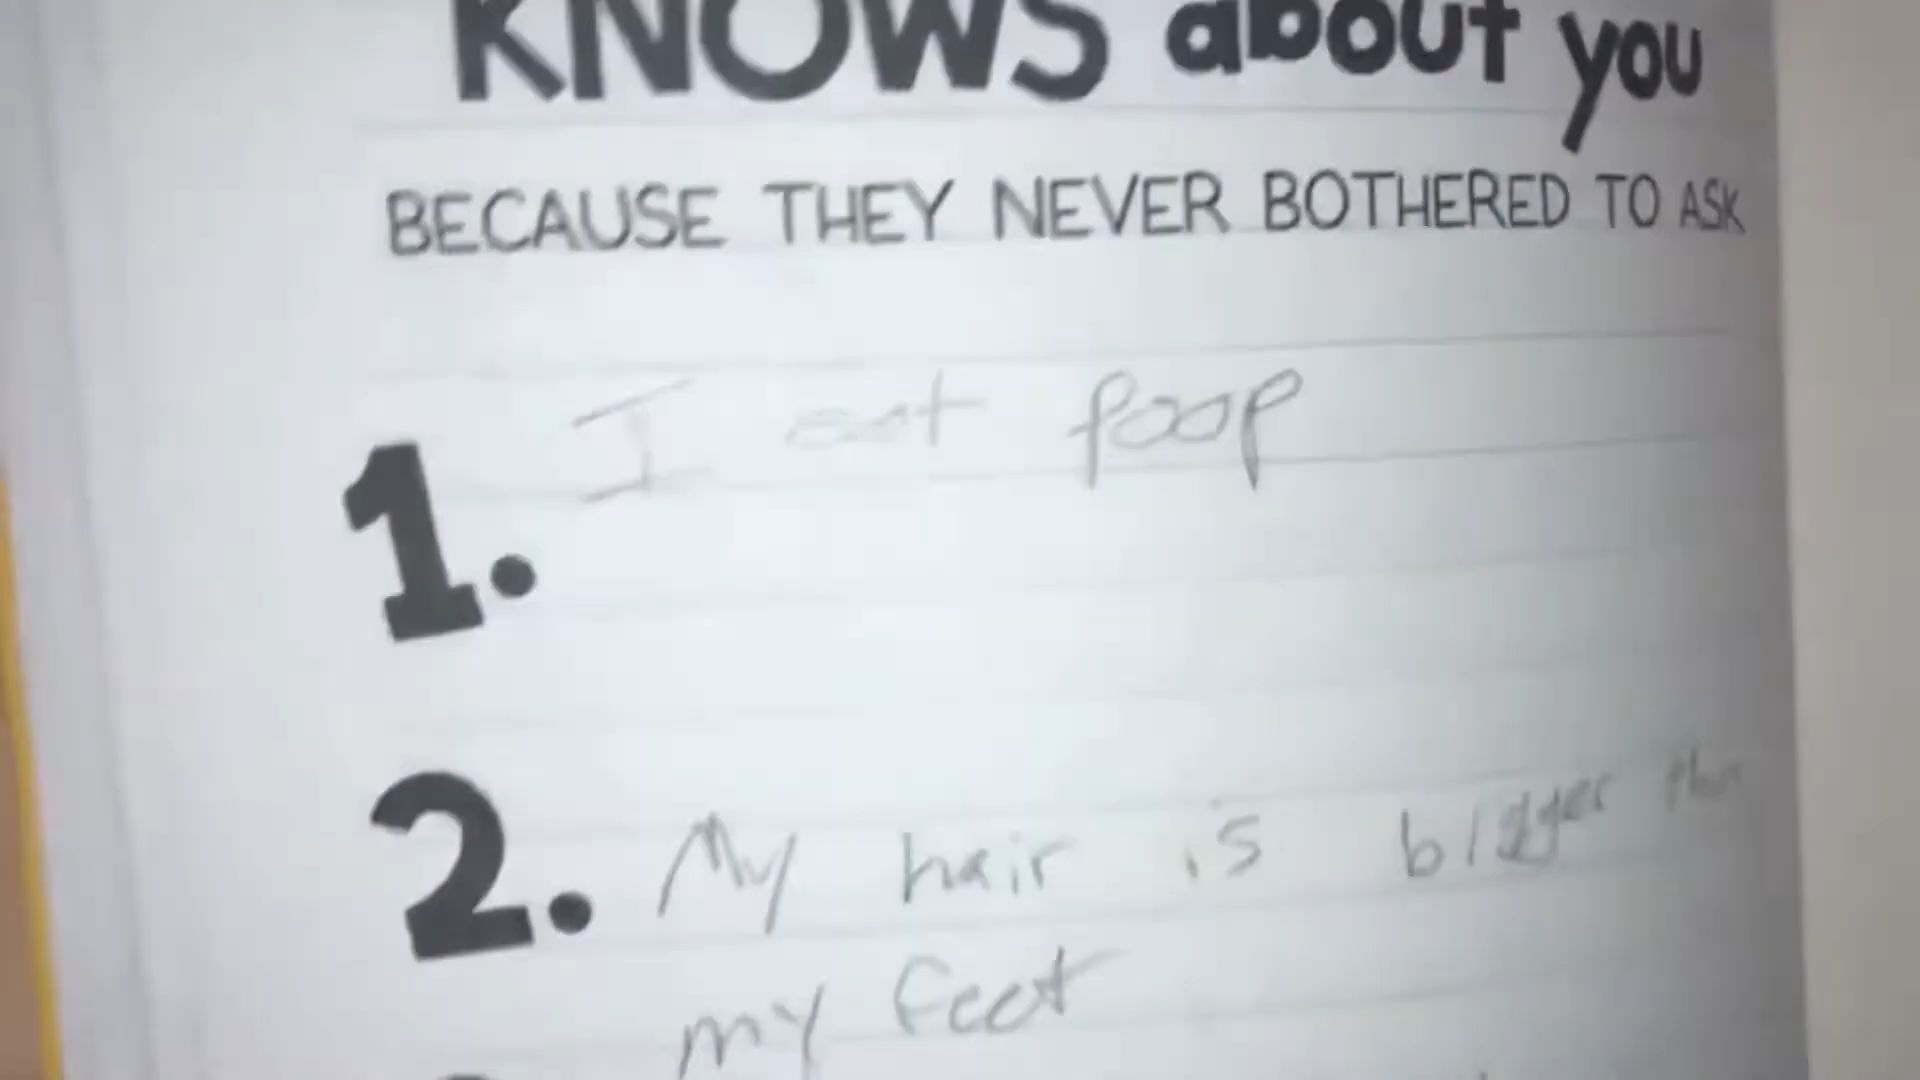 KNOWS about you
BECAUSE THEY NEVER BOTHERED TO ASK
1. I eat poop
2. My hair is bigger than
my feet